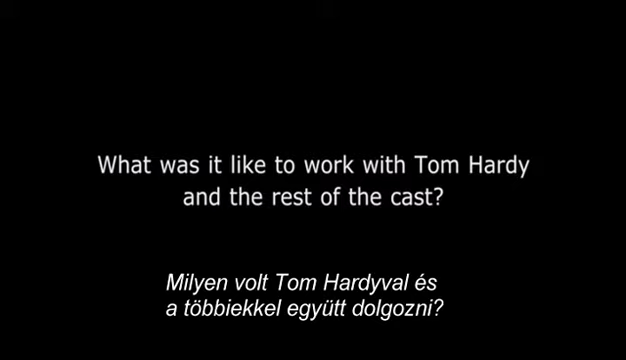 What was it like to work with Tom Hardy
and the rest of the cast?
Milyen volt Tom Hardyval és
a többiekkel együtt dolgozni?